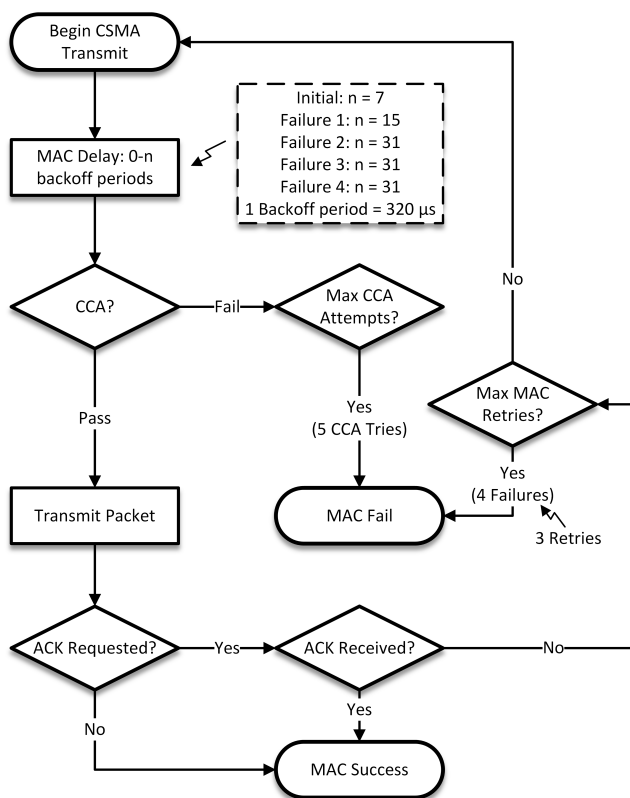 Begin CSMA
Transmit
Initial: n = 7
Failure 1: n = 15
Failure 2: n = 31
Failure 3: n = 31
Failure 4: n = 31
1 Backoff period = 320 µs
MAC Delay: 0-n
backoff periods
No
CCA?
Fail
Max CCA
Attempts?
Max MAC
Retries?
Pass
Yes
(5 CCA Tries)
Yes
(4 Failures)
Transmit Packet
MAC Fail
3 Retries
ACK Requested?
Yes
ACK Received?
No
No
Yes
MAC Success